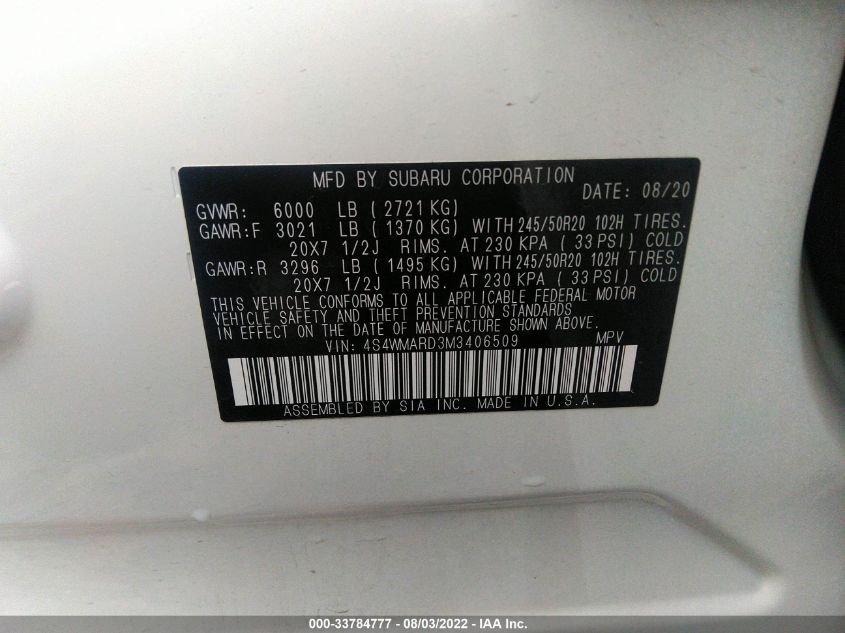 MFD BY SUBARU CORPORATION
DATE: 08/20
GVWR: 6000 LB ( 2721 KG)
GAWR:F 3021 LB ( 1370 KG) WITH 245/50R20 102H TIRES.
20X7 1/2J RIMS. AT 230 KPA ( 33 PSI) COLD
GAWR:R 3296 LB ( 1495 KG) WITH 245/50R20 102H TIRES.
20X7 1/2J RIMS. AT 230 KPA ( 33 PSI) COLD
THIS VEHICLE CONFORMS TO ALL APPLICABLE FEDERAL MOTOR
VEHICLE SAFETY AND THEFT PREVENTION STANDARDS
IN EFFECT ON THE DATE OF MANUFACTURE SHOWN ABOVE.
VIN: 4S4WMARD3M3406509 MPV
ASSEMBLED BY SIA INC. MADE IN U.S.A.
000-33784777 - 08/03/2022 - IAA Inc.